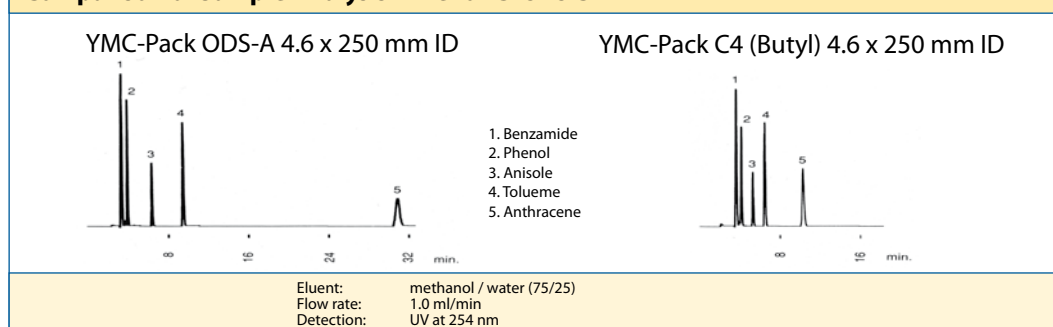 YMC-Pack ODS-A 4.6 x 250 mm ID
1
2
3
4
5
8
16
24
32
min.
1. Benzamide
2. Phenol
3. Anisole
4. Tolueme
5. Anthracene
YMC-Pack C4 (Butyl) 4.6 x 250 mm ID
1
2
3
4
5
8
16
min.
Eluent: methanol / water (75/25)
Flow rate: 1.0 ml/min
Detection: UV at 254 nm